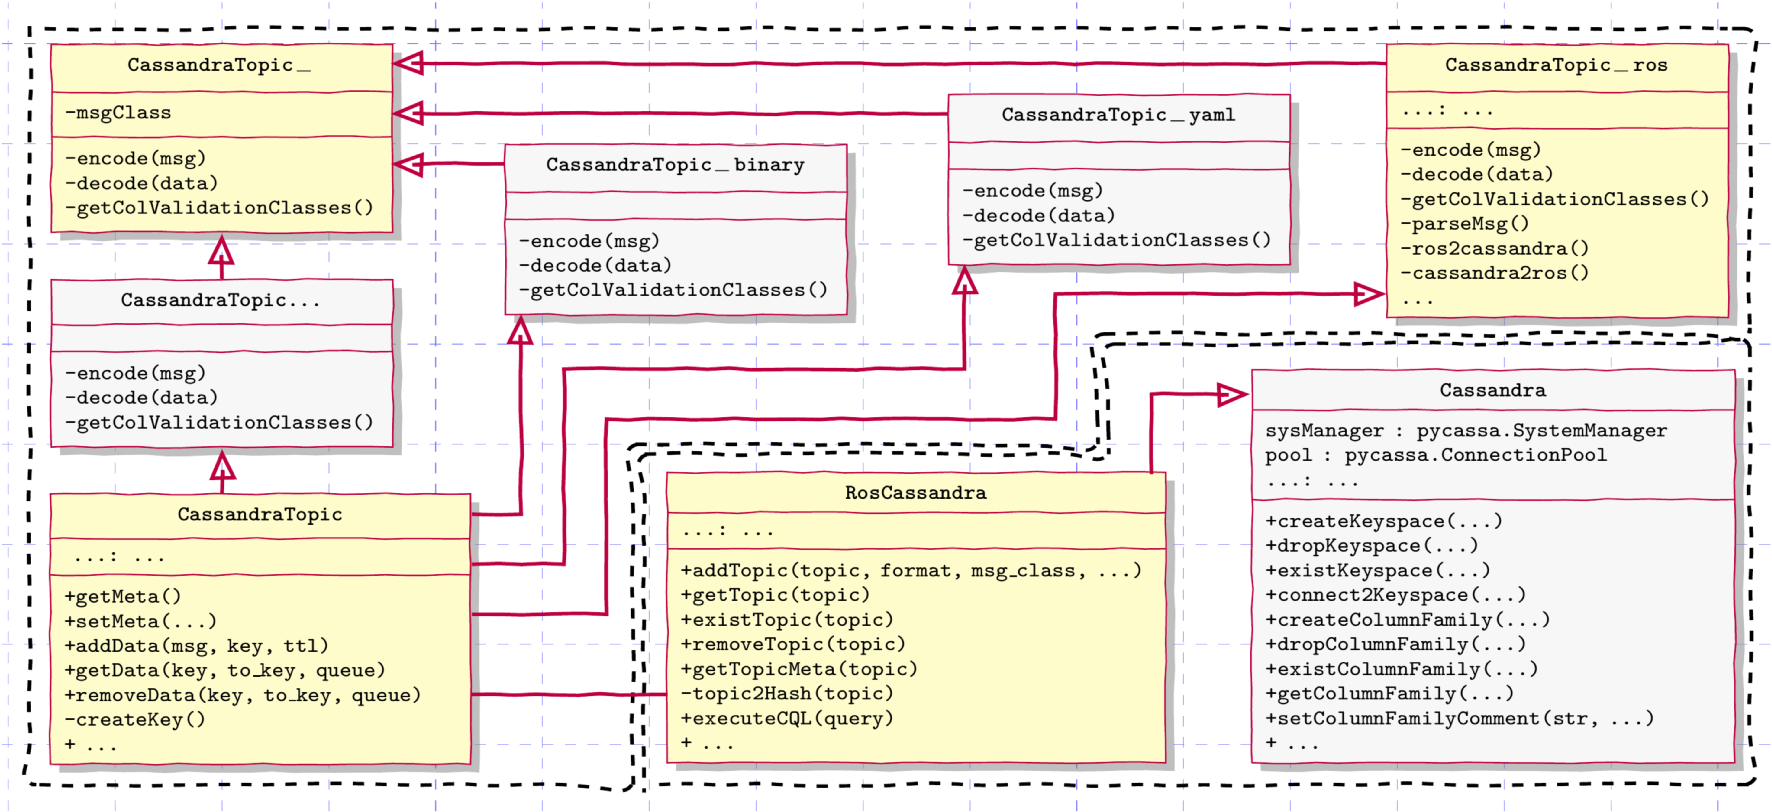 CassandraTopic_
-msgClass
-encode(msg)
-decode(data)
-getColValidationClasses()
CassandraTopic_binary
-encode(msg)
-decode(data)
-getColValidationClasses()
CassandraTopic_yaml
-encode(msg)
-decode(data)
-getColValidationClasses()
CassandraTopic_ros
...: ...
-encode(msg)
-decode(data)
-getColValidationClasses()
-parseMsg()
-ros2cassandra()
-cassandra2ros()
...
CassandraTopic...
-encode(msg)
-decode(data)
-getColValidationClasses()
CassandraTopic
...: ...
+getMeta()
+setMeta(...)
+addData(msg, key, ttl)
+getData(key, to_key, queue)
+removeData(key, to_key, queue)
-createKey()
+ ...
RosCassandra
...: ...
+addTopic(topic, format, msg_class, ...)
+getTopic(topic)
+existTopic(topic)
+removeTopic(topic)
+getTopicMeta(topic)
-topic2Hash(topic)
+executeCQL(query)
+ ...
Cassandra
sysManager : pycassa.SystemManager
pool : pycassa.ConnectionPool
...: ...
+createKeyspace(...)
+dropKeyspace(...)
+existKeyspace(...)
+connect2Keyspace(...)
+createColumnFamily(...)
+dropColumnFamily(...)
+existColumnFamily(...)
+getColumnFamily(...)
+setColumnFamilyComment(str, ...)
+ ...